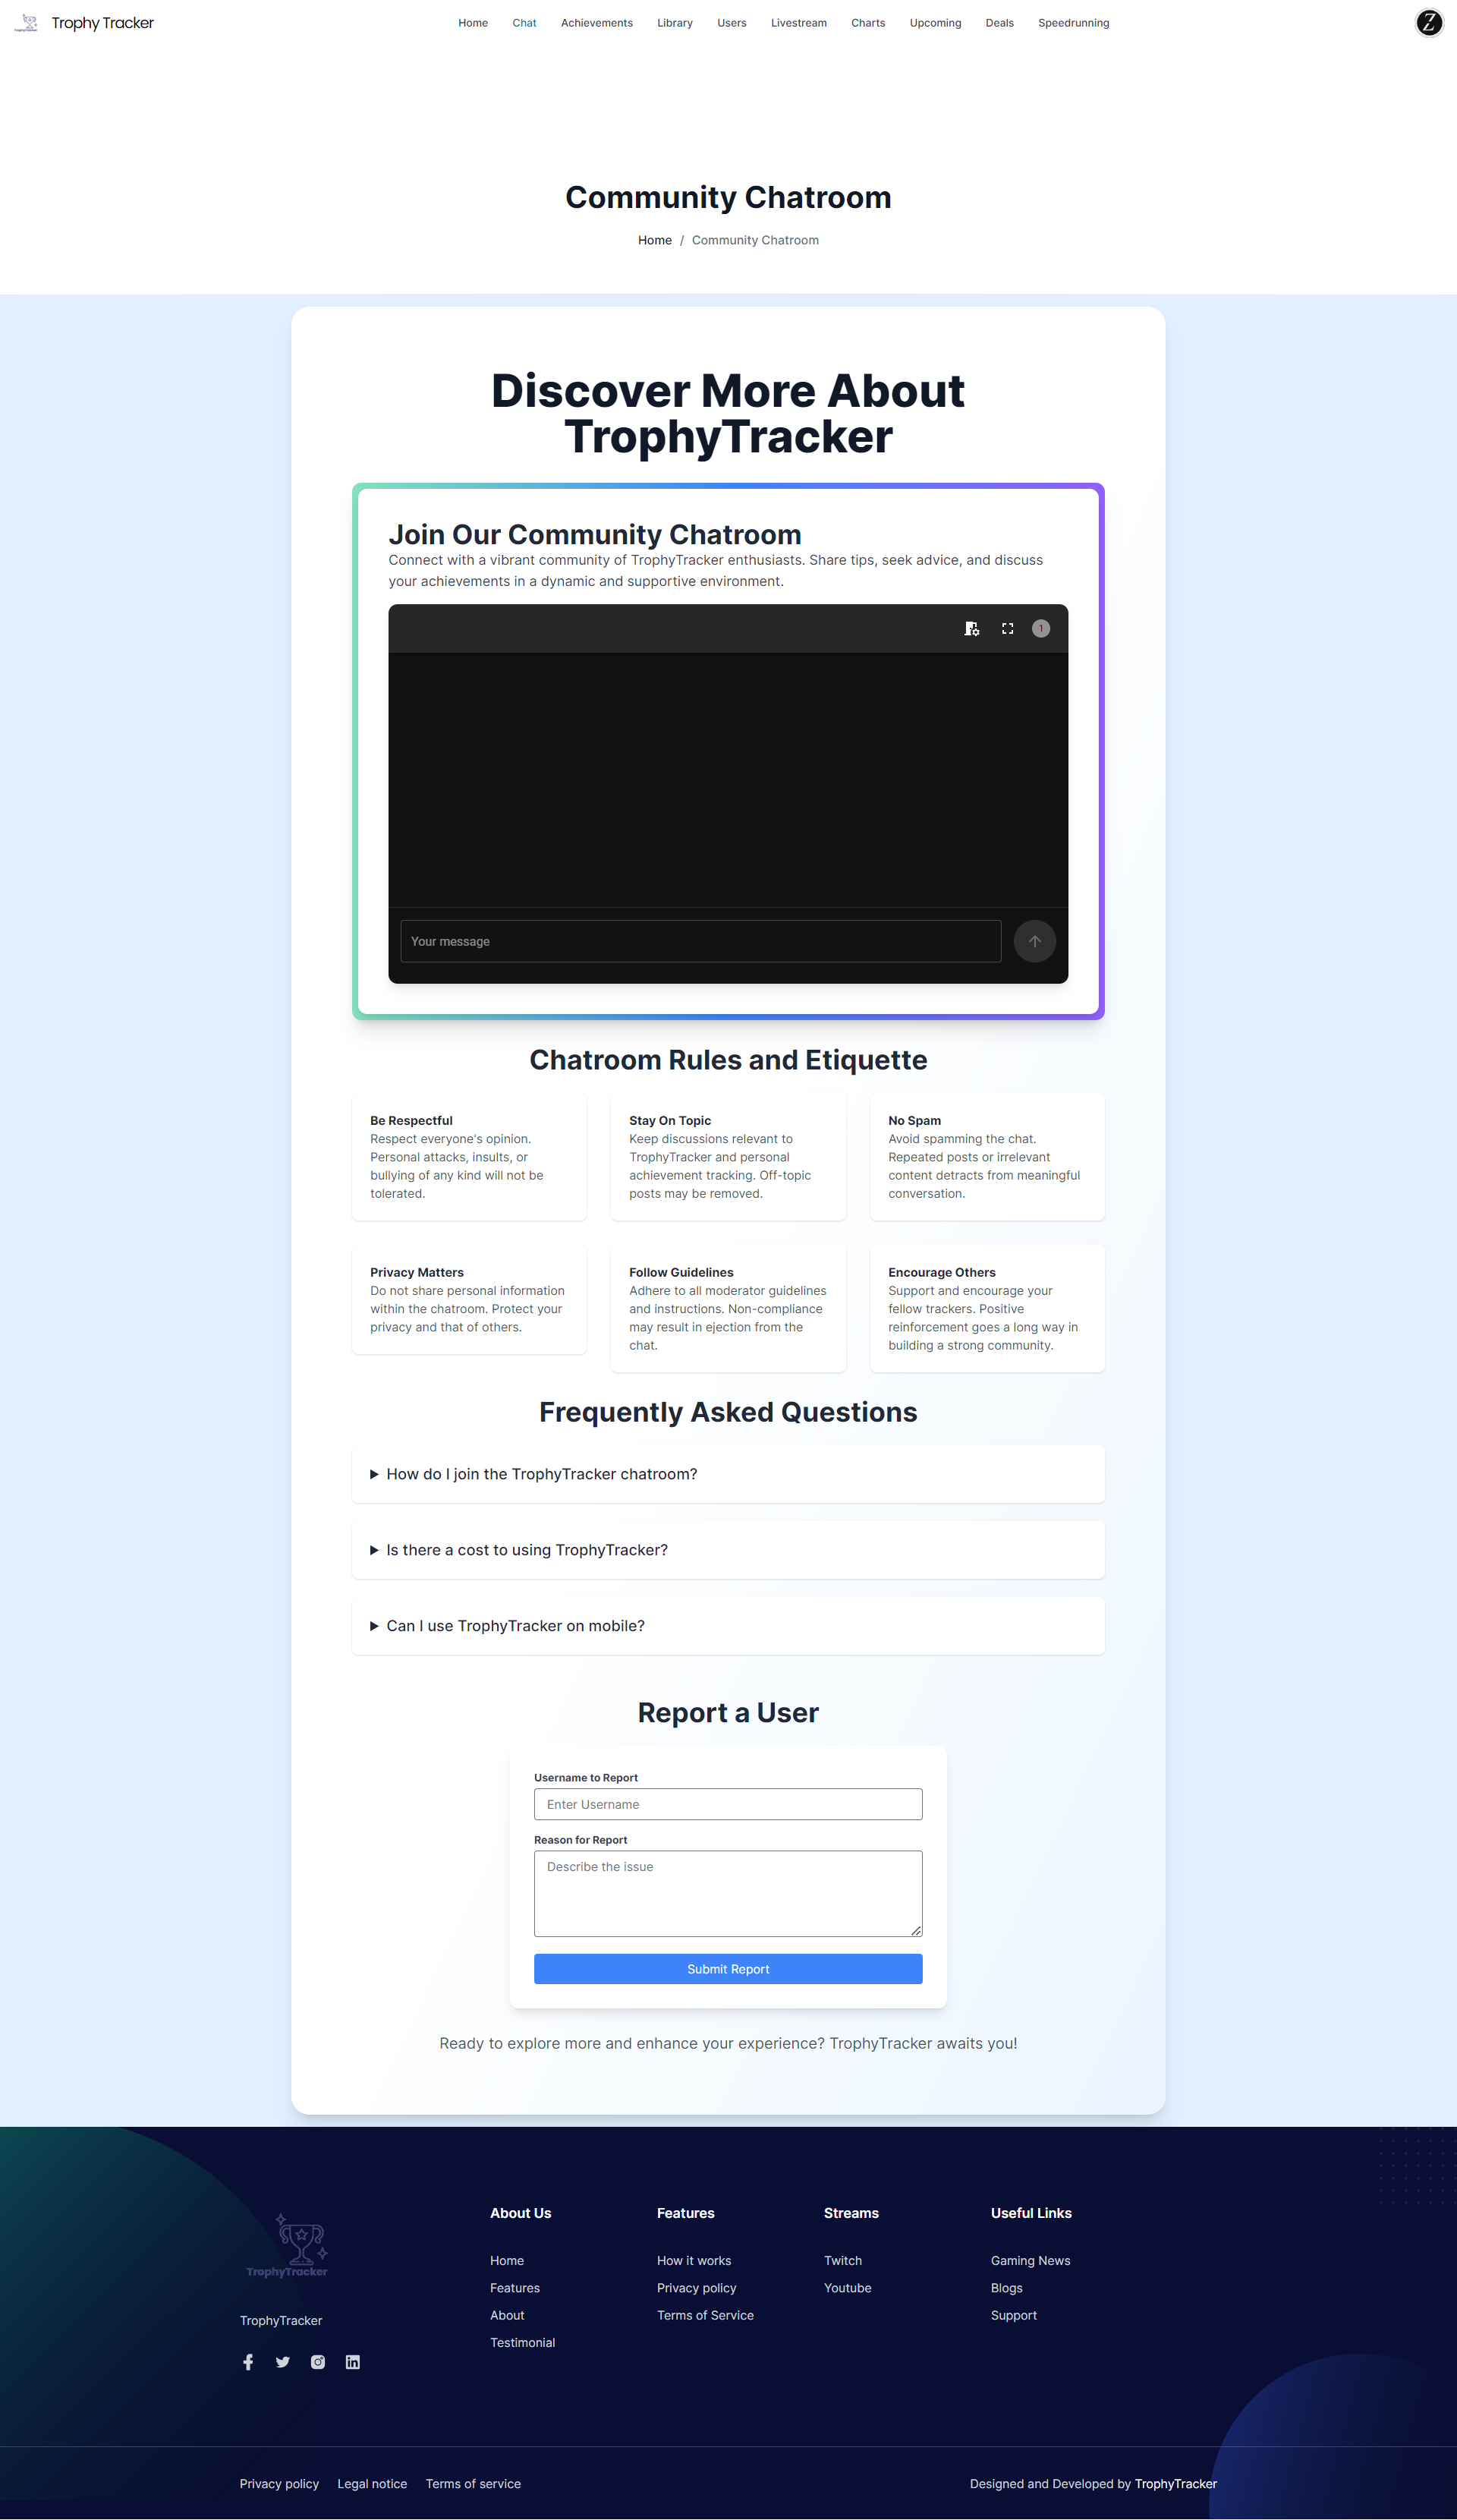 Trophy Tracker
Home Chat Achievements Library Users Livestream Charts Upcoming Deals Speedrunning
Z
Community Chatroom
Home / Community Chatroom
Discover More About
TrophyTracker
Join Our Community Chatroom
Connect with a vibrant community of TrophyTracker enthusiasts. Share tips, seek advice, and discuss
your achievements in a dynamic and supportive environment.
1
Your message
Chatroom Rules and Etiquette
Be Respectful
Respect everyone's opinion.
Personal attacks, insults, or
bullying of any kind will not be
tolerated.
Stay On Topic
Keep discussions relevant to
TrophyTracker and personal
achievement tracking. Off-topic
posts may be removed.
No Spam
Avoid spamming the chat.
Repeated posts or irrelevant
content detracts from meaningful
conversation.
Privacy Matters
Do not share personal information
within the chatroom. Protect your
privacy and that of others.
Follow Guidelines
Adhere to all moderator guidelines
and instructions. Non-compliance
may result in ejection from the
chat.
Encourage Others
Support and encourage your
fellow trackers. Positive
reinforcement goes a long way in
building a strong community.
Frequently Asked Questions
How do I join the TrophyTracker chatroom?
Is there a cost to using TrophyTracker?
Can I use TrophyTracker on mobile?
Report a User
Username to Report
Enter Username
Reason for Report
Describe the issue
Submit Report
Ready to explore more and enhance your experience? TrophyTracker awaits you!
TrophyTracker
TrophyTracker
About Us
Home
Features
About
Testimonial
Features
How it works
Privacy policy
Terms of Service
Streams
Twitch
Youtube
Useful Links
Gaming News
Blogs
Support
Privacy policy Legal notice Terms of service
Designed and Developed by TrophyTracker